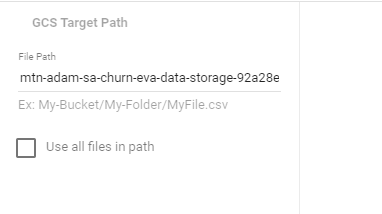 GCS Target Path
File Path
mtn-adam-sa-churn-eva-data-storage-92a28e
Ex: My-Bucket/My-Folder/MyFile.csv
Use all files in path